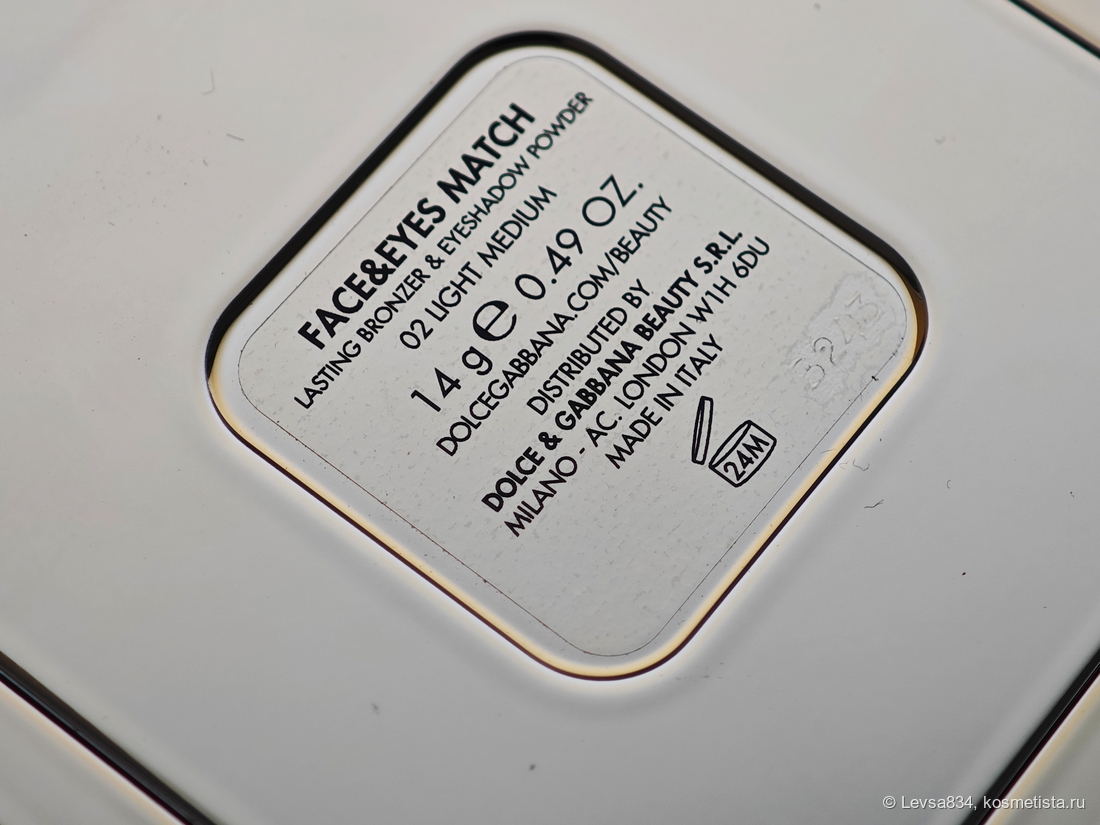 FACE&EYES MATCH
LASTING BRONZER & EYESHADOW POWDER
02 LIGHT MEDIUM
14 g e 0.49 OZ.
DOLCEGABBANA.COM/BEAUTY
DISTRIBUTED BY
DOLCE & GABBANA BEAUTY S.R.L.
MILANO - AC. LONDON W1H 6DU
MADE IN ITALY
24M
3243
© Levsa834, kosmetista.ru